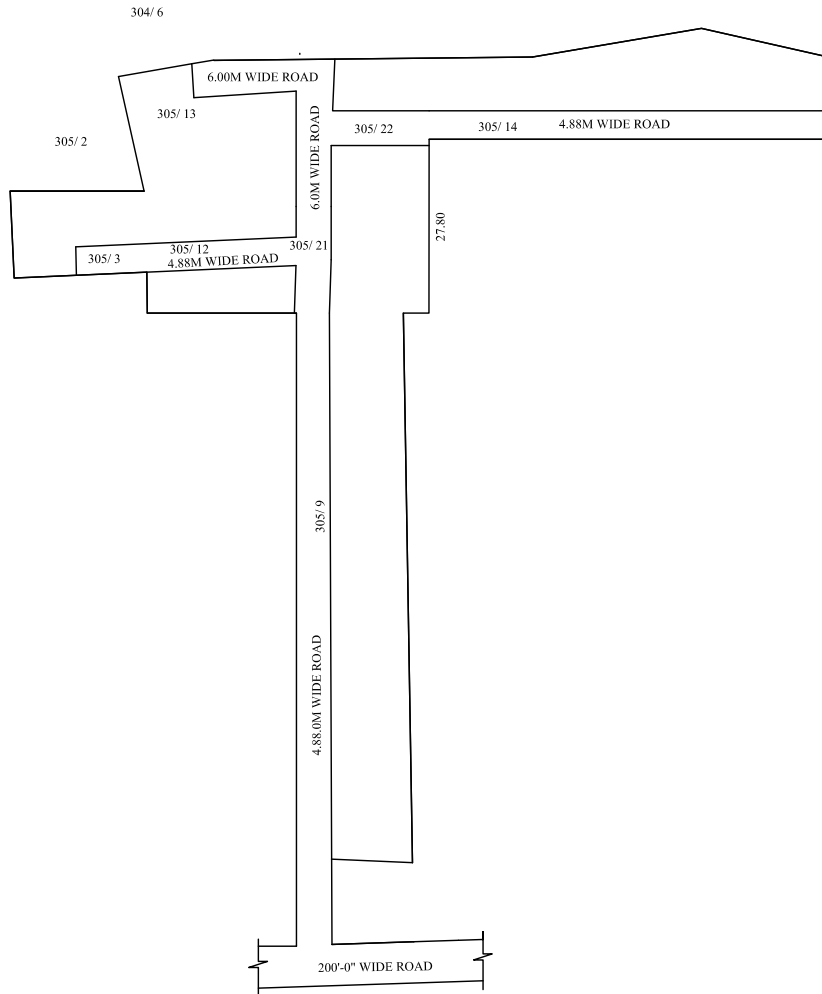 304/ 6
6.00M WIDE ROAD
305/ 13
6.0M WIDE ROAD
305/ 22
305/ 14
4.88M WIDE ROAD
305/ 2
27.80
305/ 12
305/ 21
305/ 3
4.88M WIDE ROAD
305/ 9
4.88.0M WIDE ROAD
200'-0" WIDE ROAD